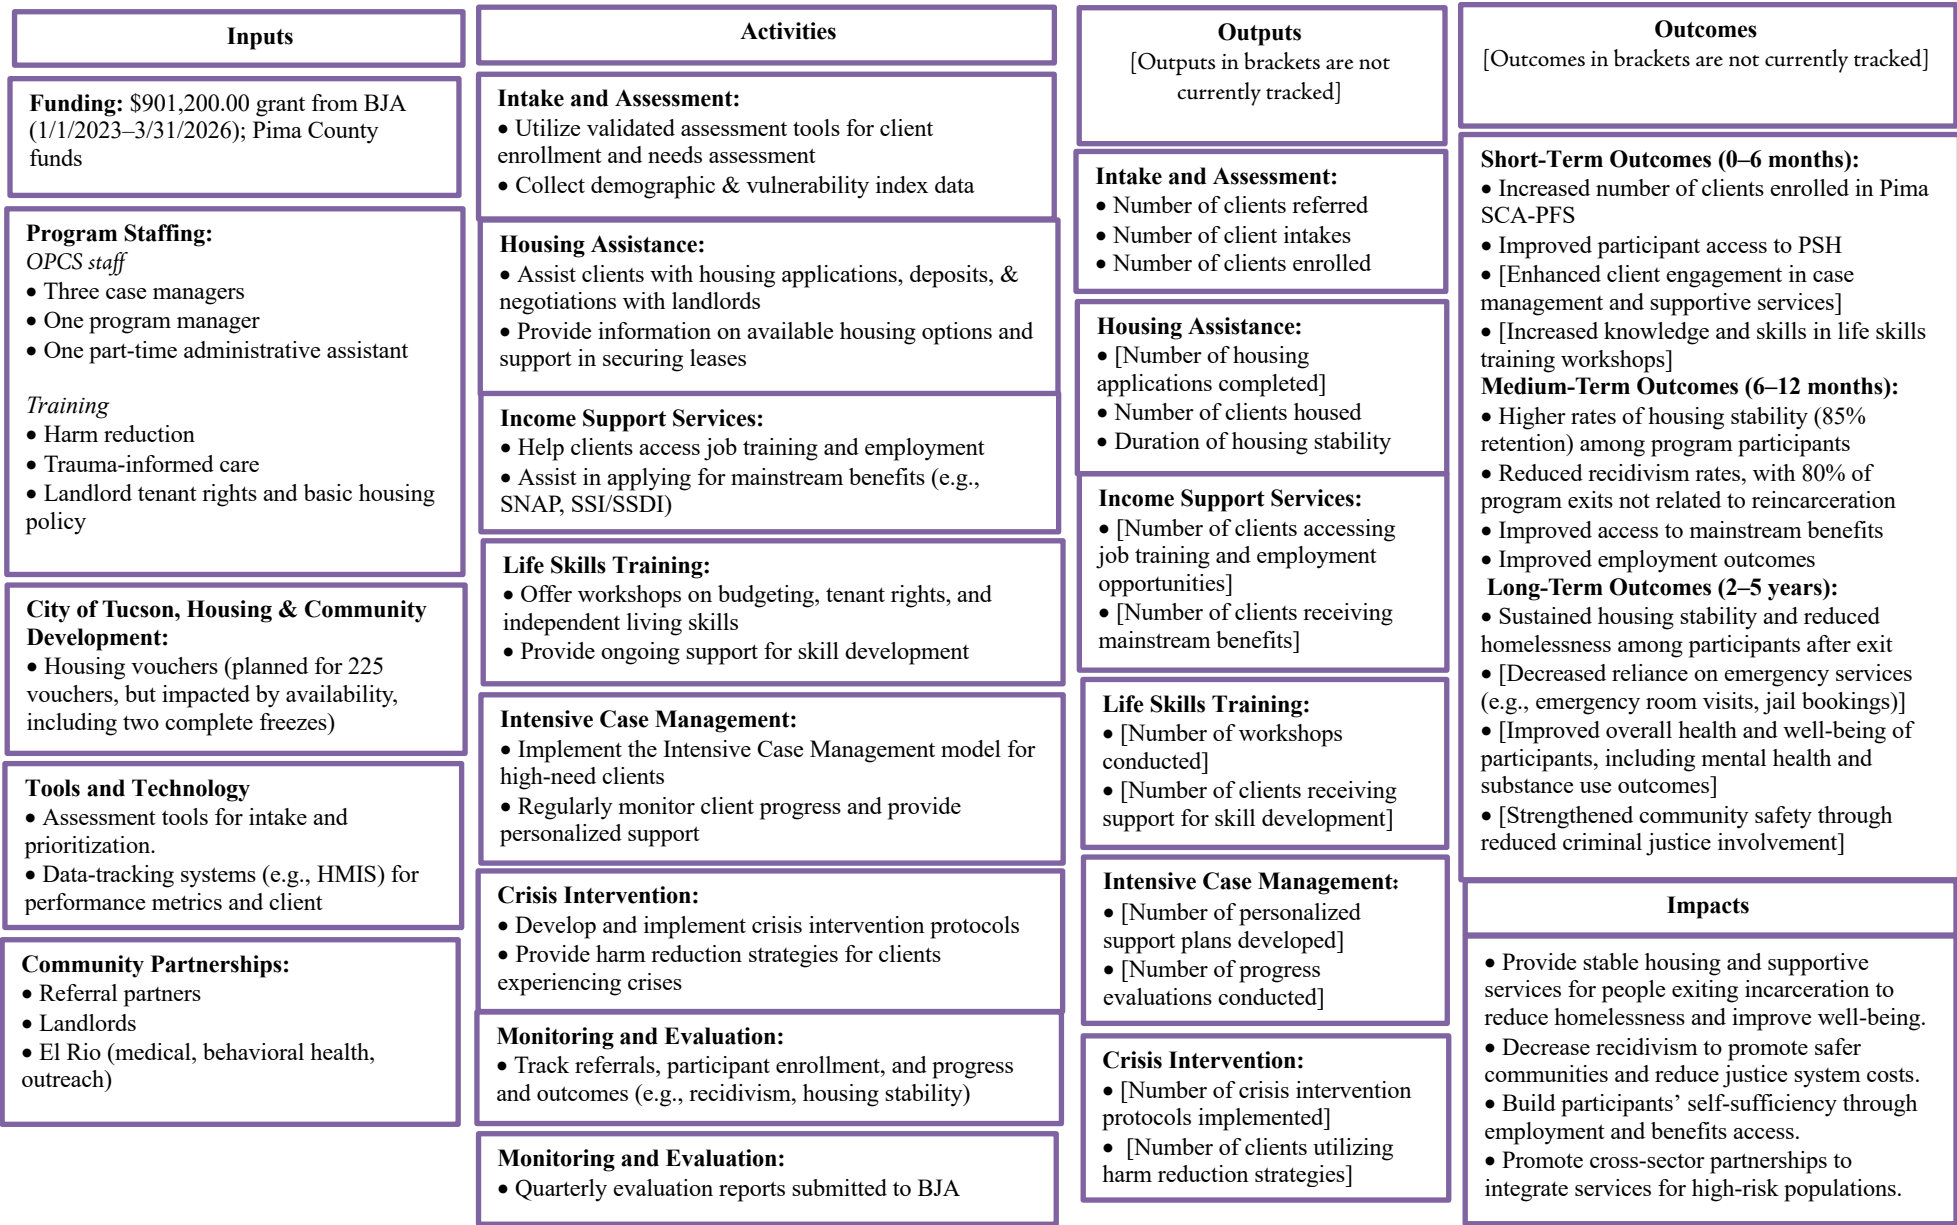 Inputs
Funding: $901,200.00 grant from BJA
(1/1/2023–3/31/2026); Pima County
funds
Program Staffing:
OPCS staff
• Three case managers
• One program manager
• One part-time administrative assistant
Training
• Harm reduction
• Trauma-informed care
• Landlord tenant rights and basic housing
policy
City of Tucson, Housing & Community
Development:
• Housing vouchers (planned for 225
vouchers, but impacted by availability,
including two complete freezes)
Tools and Technology
• Assessment tools for intake and
prioritization.
• Data-tracking systems (e.g., HMIS) for
performance metrics and client
Community Partnerships:
• Referral partners
• Landlords
• El Rio (medical, behavioral health,
outreach)
Activities
Intake and Assessment:
• Utilize validated assessment tools for client
enrollment and needs assessment
• Collect demographic & vulnerability index data
Housing Assistance:
• Assist clients with housing applications, deposits, &
negotiations with landlords
• Provide information on available housing options and
support in securing leases
Income Support Services:
• Help clients access job training and employment
• Assist in applying for mainstream benefits (e.g.,
SNAP, SSI/SSDI)
Life Skills Training:
• Offer workshops on budgeting, tenant rights, and
independent living skills
• Provide ongoing support for skill development
Intensive Case Management:
• Implement the Intensive Case Management model for
high-need clients
• Regularly monitor client progress and provide
personalized support
Crisis Intervention:
• Develop and implement crisis intervention protocols
• Provide harm reduction strategies for clients
experiencing crises
Monitoring and Evaluation:
• Track referrals, participant enrollment, and progress
and outcomes (e.g., recidivism, housing stability)
Monitoring and Evaluation:
• Quarterly evaluation reports submitted to BJA
Outputs
[Outputs in brackets are not
currently tracked]
Intake and Assessment:
• Number of clients referred
• Number of client intakes
• Number of clients enrolled
Housing Assistance:
• [Number of housing
applications completed]
• Number of clients housed
• Duration of housing stability
Income Support Services:
• [Number of clients accessing
job training and employment
opportunities]
• [Number of clients receiving
mainstream benefits]
Life Skills Training:
• [Number of workshops
conducted]
• [Number of clients receiving
support for skill development]
Intensive Case Management:
• [Number of personalized
support plans developed]
• [Number of progress
evaluations conducted]
Crisis Intervention:
• [Number of crisis intervention
protocols implemented]
• [Number of clients utilizing
harm reduction strategies]
Outcomes
[Outcomes in brackets are not currently tracked]
Short-Term Outcomes (0–6 months):
• Increased number of clients enrolled in Pima
SCA-PFS
• Improved participant access to PSH
• [Enhanced client engagement in case
management and supportive services]
• [Increased knowledge and skills in life skills
training workshops]
Medium-Term Outcomes (6–12 months):
• Higher rates of housing stability (85%
retention) among program participants
• Reduced recidivism rates, with 80% of
program exits not related to reincarceration
• Improved access to mainstream benefits
• Improved employment outcomes
Long-Term Outcomes (2–5 years):
• Sustained housing stability and reduced
homelessness among participants after exit
• [Decreased reliance on emergency services
(e.g., emergency room visits, jail bookings)]
• [Improved overall health and well-being of
participants, including mental health and
substance use outcomes]
• [Strengthened community safety through
reduced criminal justice involvement]
Impacts
• Provide stable housing and supportive
services for people exiting incarceration to
reduce homelessness and improve well-being.
• Decrease recidivism to promote safer
communities and reduce justice system costs.
• Build participants’ self-sufficiency through
employment and benefits access.
• Promote cross-sector partnerships to
integrate services for high-risk populations.